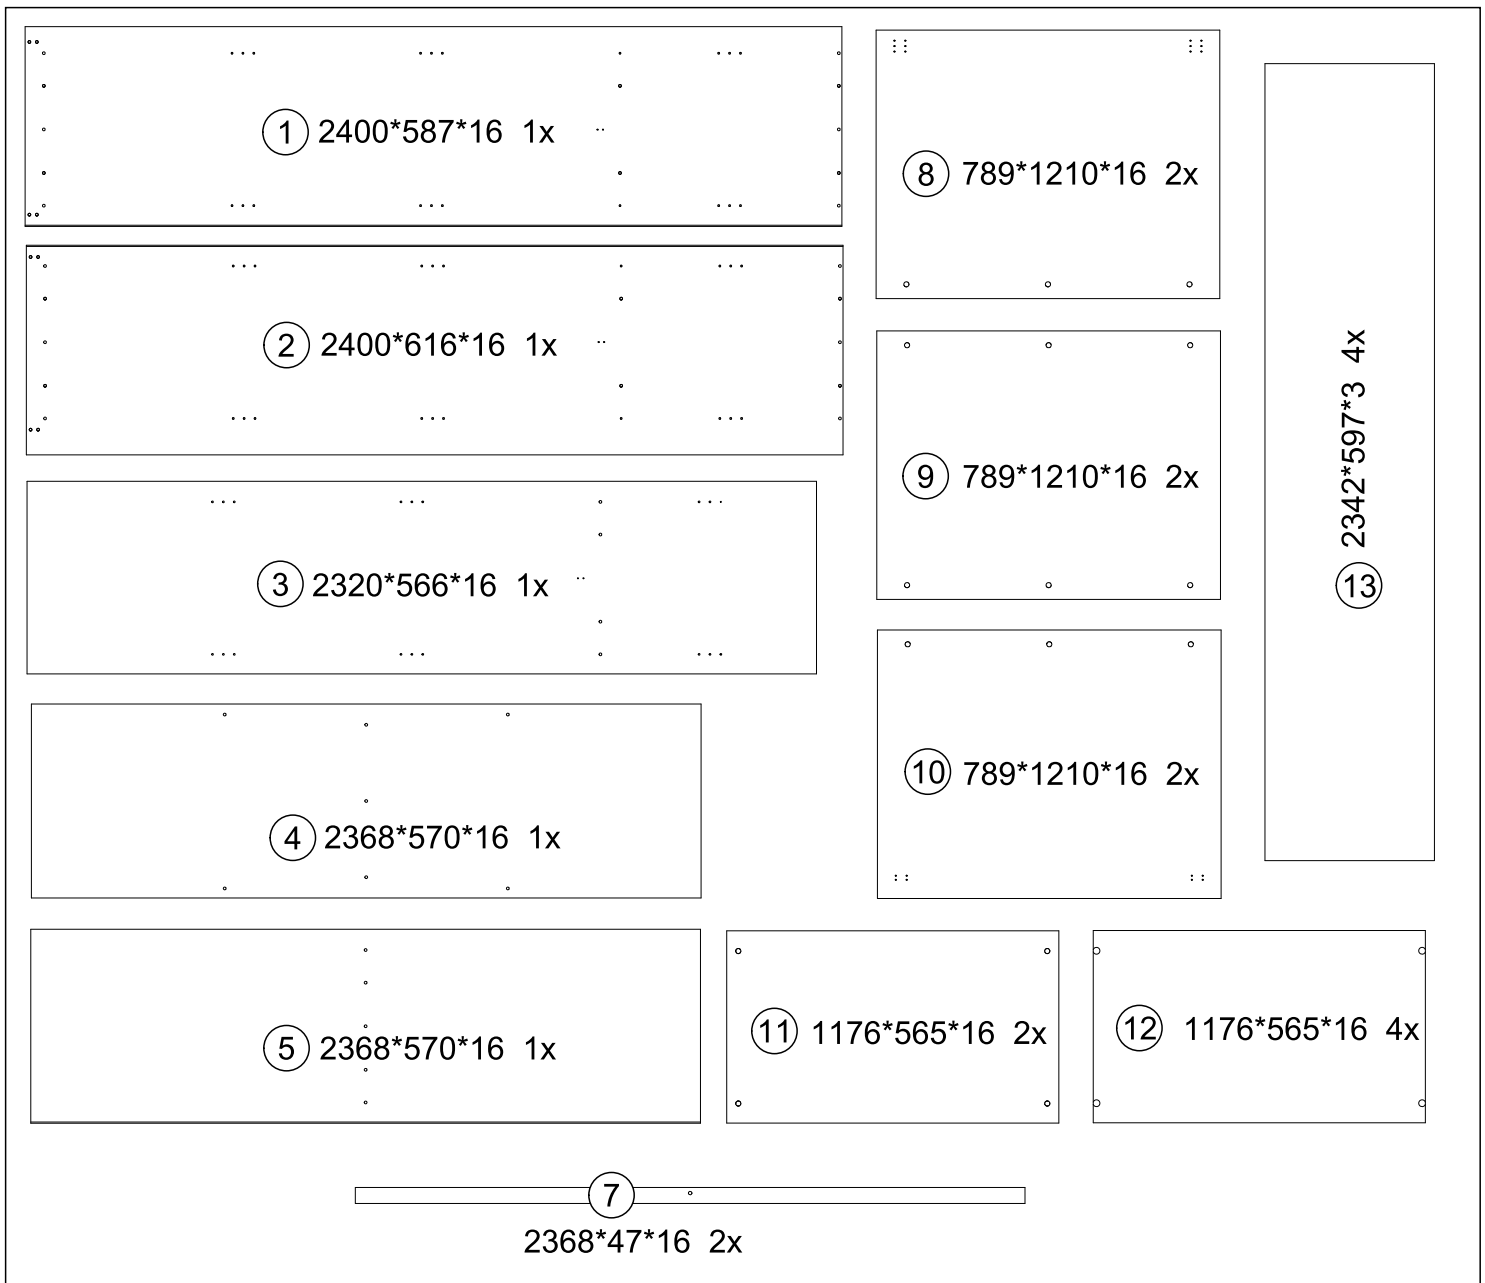 1 2400*587*16 1x
2 2400*616*16 1x
3 2320*566*16 1x
4 2368*570*16 1x
5 2368*570*16 1x
7
2368*47*16 2x
8 789*1210*16 2x
9 789*1210*16 2x
10 789*1210*16 2x
11 1176*565*16 2x
12 1176*565*16 4x
13 2342*597*3 4x